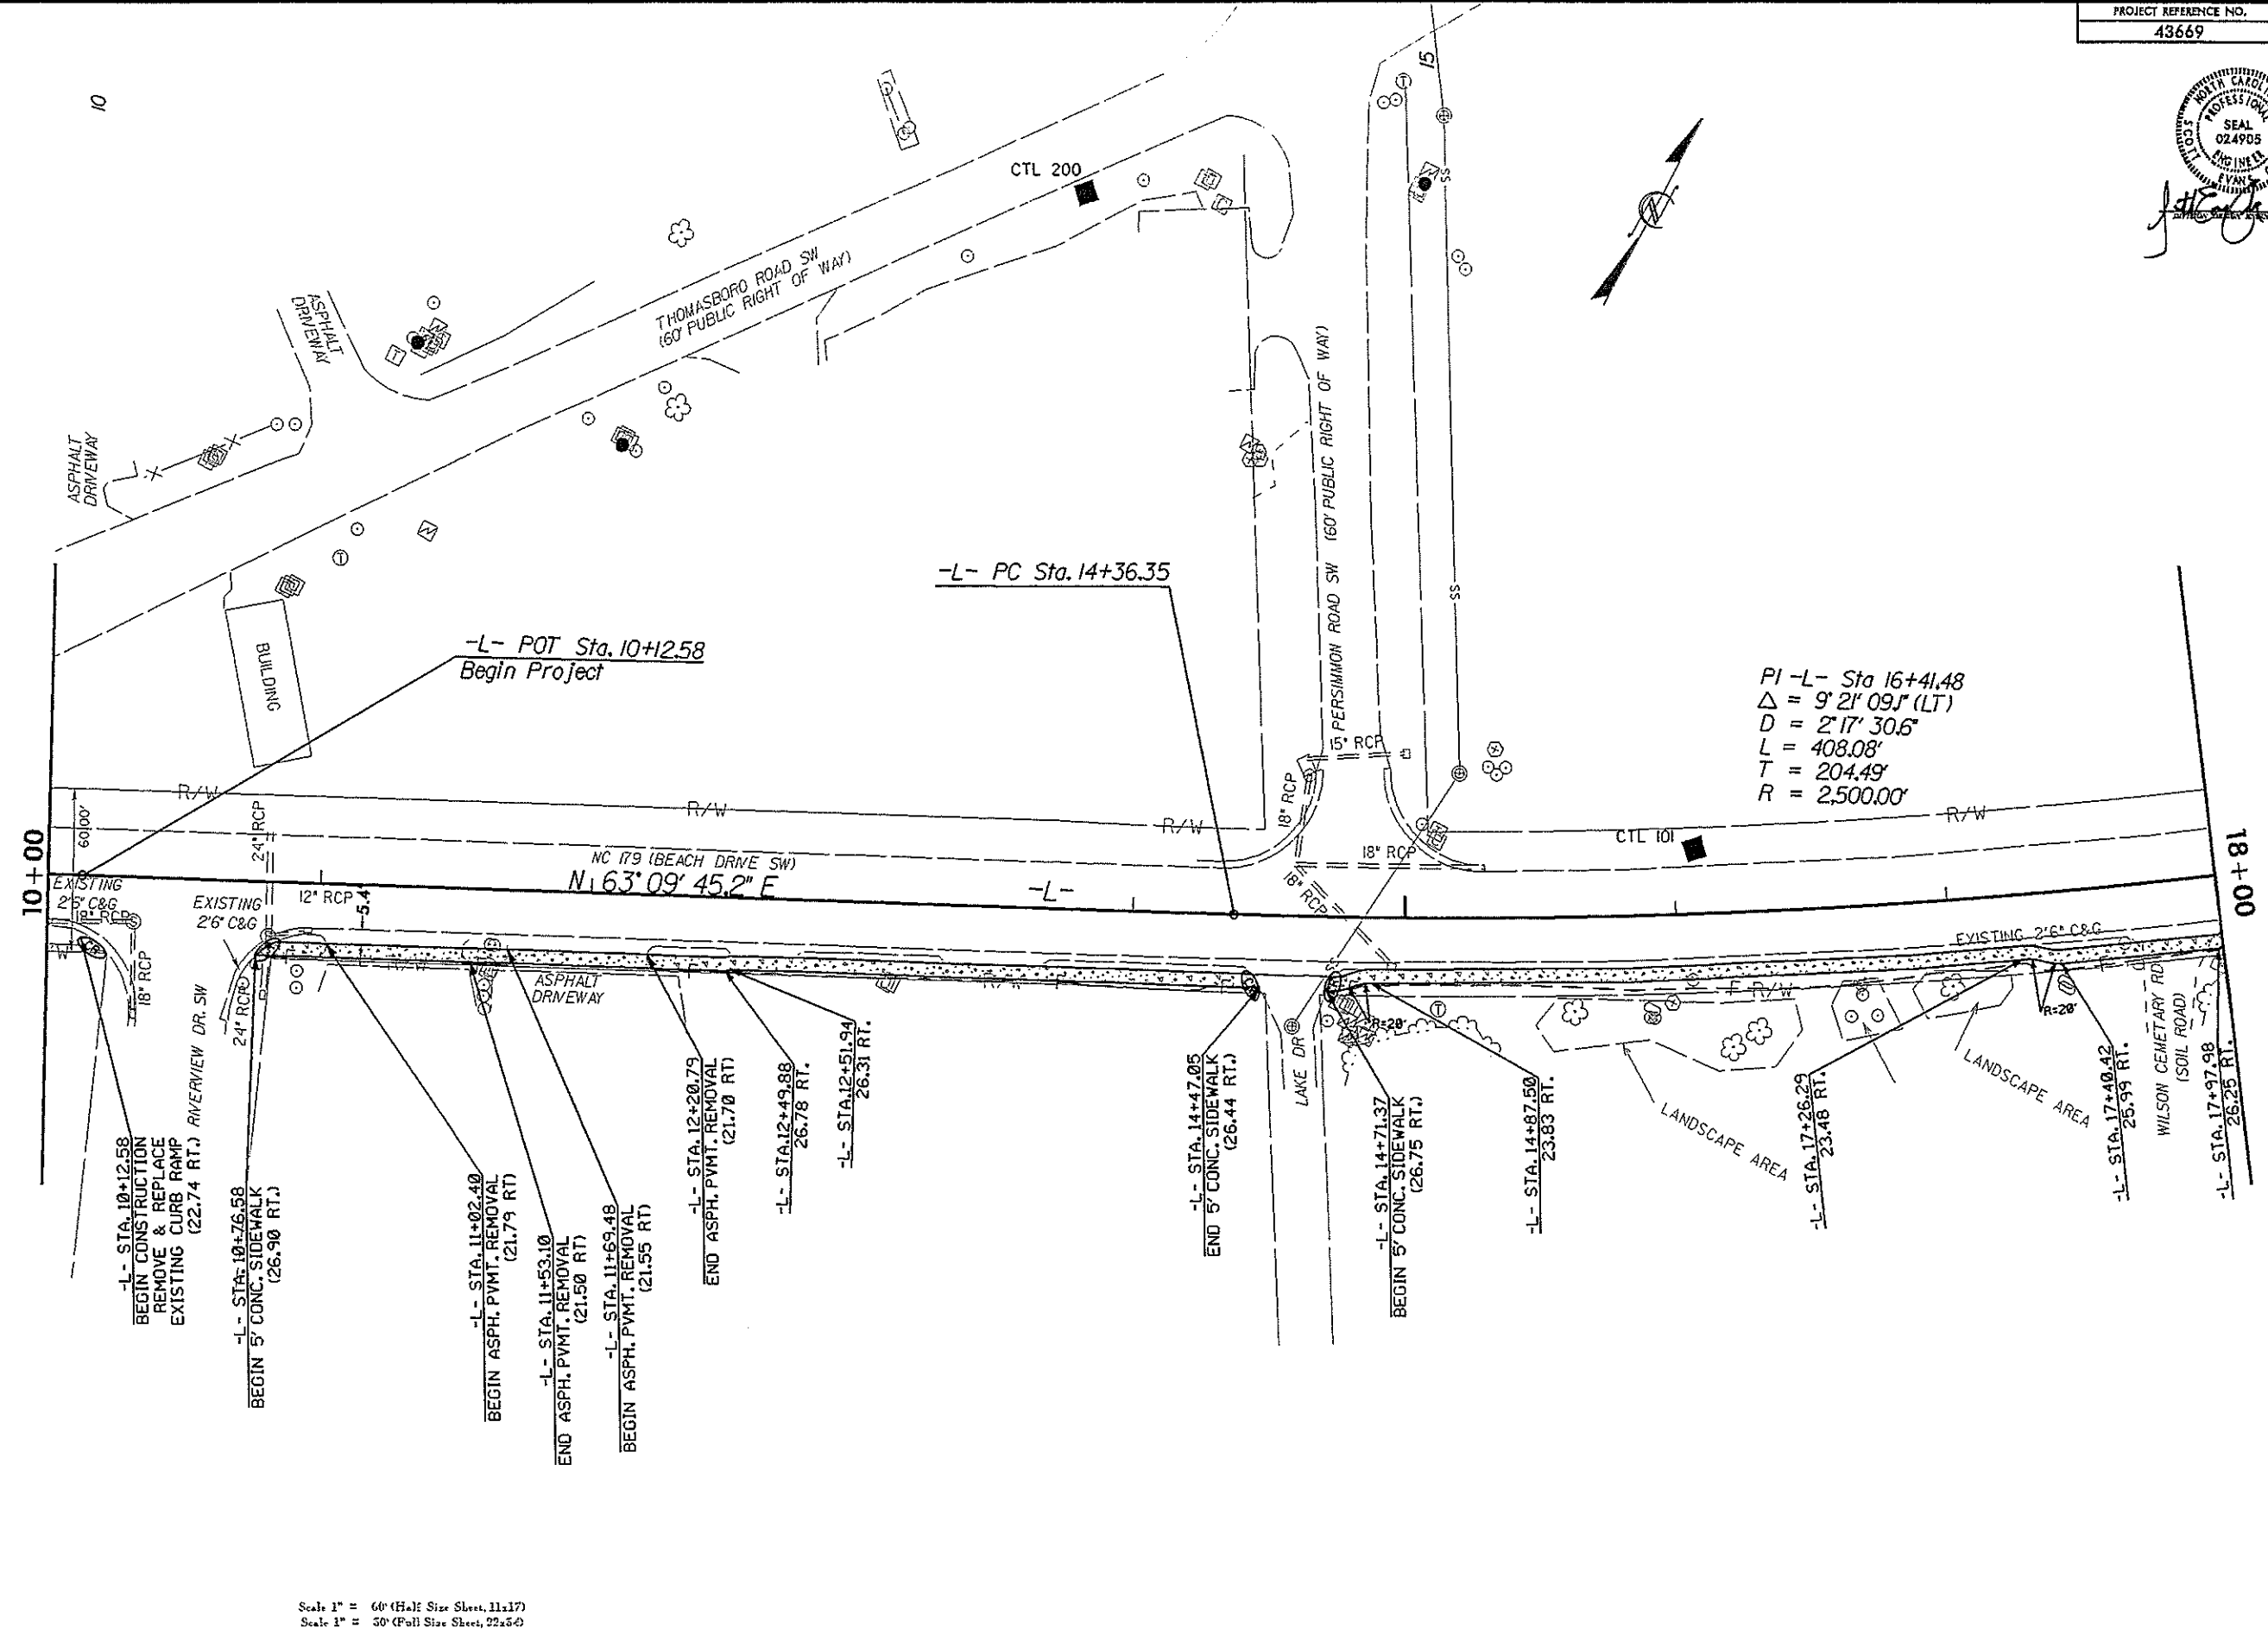 PROJECT REFERENCE NO.
43669
NORTH CAROLINA
PROFESSIONAL
SEAL
024905
ENGINEER
SCOTT
EVANS
10
15
CTL 200
THOMASBORO ROAD SW
(60' PUBLIC RIGHT OF WAY)
ASPHALT
DRIVEWAY
ASPHALT
DRIVEWAY
PERSIMMON ROAD SW (60' PUBLIC RIGHT OF WAY)
SS
SS
-L- PC Sta. 14+36.35
-L- POT Sta. 10+12.58
Begin Project
BUILDING
PI -L- Sta 16+41.48
Δ = 9° 21' 09.1" (LT)
D = 2° 17' 30.6"
L = 408.08'
T = 204.49'
R = 2,500.00'
15" RCP
18" RCP
18" RCP
18" RCP
R/W
R/W
R/W
R/W
CTL 101
10+00
18+00
60.00'
24" RCP
NC 179 (BEACH DRIVE SW)
N 63° 09' 45.2" E
-L-
EXISTING
2'6" C&G
18" RCP
18" RCP
EXISTING
2'6" C&G
12" RCP
5.4'
24" RCP
RIVERVIEW DR. SW
ASPHALT
DRIVEWAY
R/W
R/W
R/W
LAKE DR
R=20'
R=20'
EXISTING 2'6" C&G
LANDSCAPE AREA
LANDSCAPE AREA
WILSON CEMETARY RD
(SOIL ROAD)
-L- STA. 10+12.58
BEGIN CONSTRUCTION
REMOVE & REPLACE
EXISTING CURB RAMP
(22.74 RT.)
-L- STA. 10+76.58
BEGIN 5' CONC. SIDEWALK
(26.90 RT.)
-L- STA. 11+02.40
BEGIN ASPH. PVMT. REMOVAL
(21.79 RT)
-L- STA. 11+53.10
END ASPH. PVMT. REMOVAL
(21.50 RT)
-L- STA. 11+69.48
BEGIN ASPH. PVMT. REMOVAL
(21.55 RT)
-L- STA. 12+20.79
END ASPH. PVMT. REMOVAL
(21.70 RT)
-L- STA. 12+49.88
26.78 RT.
-L- STA. 12+51.94
26.31 RT.
-L- STA. 14+47.05
END 5' CONC. SIDEWALK
(26.44 RT.)
-L- STA. 14+71.37
BEGIN 5' CONC. SIDEWALK
(26.75 RT.)
-L- STA. 14+87.50
23.83 RT.
-L- STA. 17+26.29
23.48 RT.
-L- STA. 17+40.42
25.99 RT.
-L- STA. 17+97.98
26.25 RT.
Scale 1" = 60' (Half Size Sheet, 11x17)
Scale 1" = 30' (Full Size Sheet, 22x34)